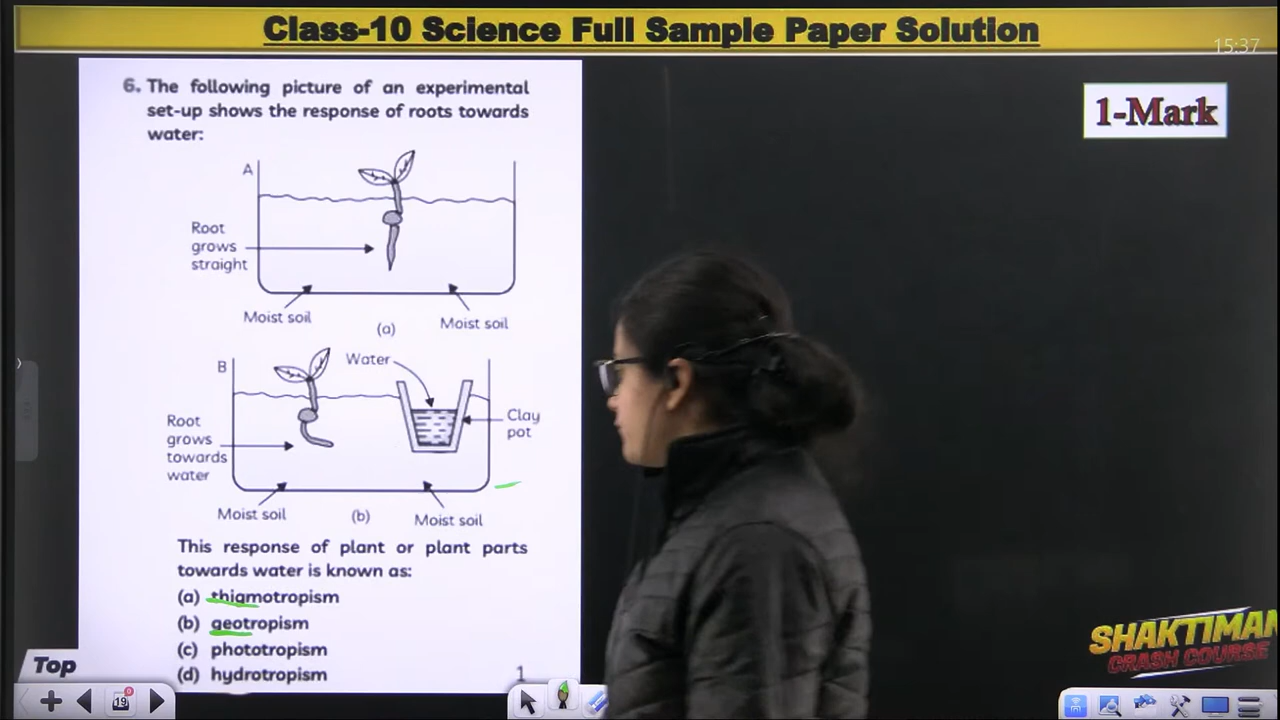 Class-10 Science Full Sample Paper Solution
15:37
1-Mark
6. The following picture of an experimental
set-up shows the response of roots towards
water:
A
Root
grows
straight
Moist soil
(a)
Moist soil
B
Water
Root
grows
towards
water
Clay
pot
Moist soil
(b)
Moist soil
This response of plant or plant parts
towards water is known as:
(a) thigmotropism
(b) geotropism
(c) phototropism
(d) hydrotropism
1
SHAKTIMAN
CRASH COURSE
Top
19